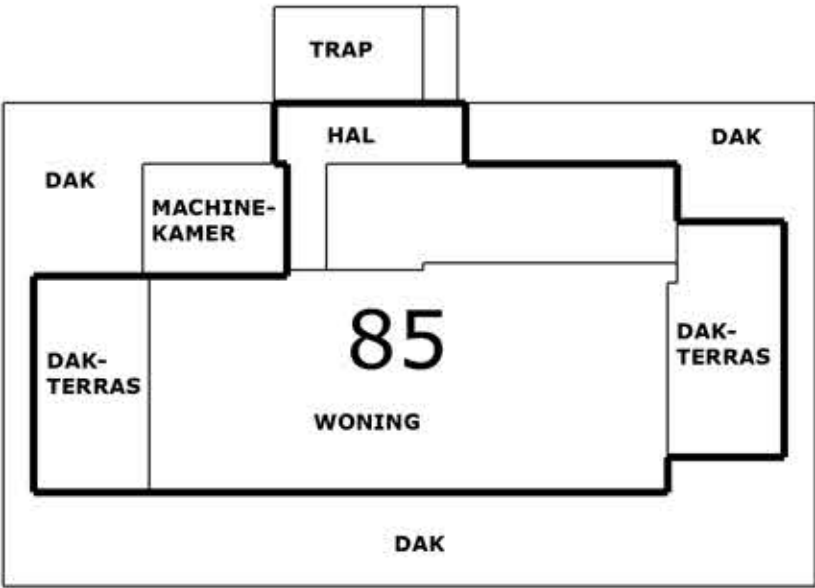 TRAP
HAL
DAK
DAK
MACHINE-
KAMER
85
DAK-
TERRAS
DAK-
TERRAS
WONING
DAK